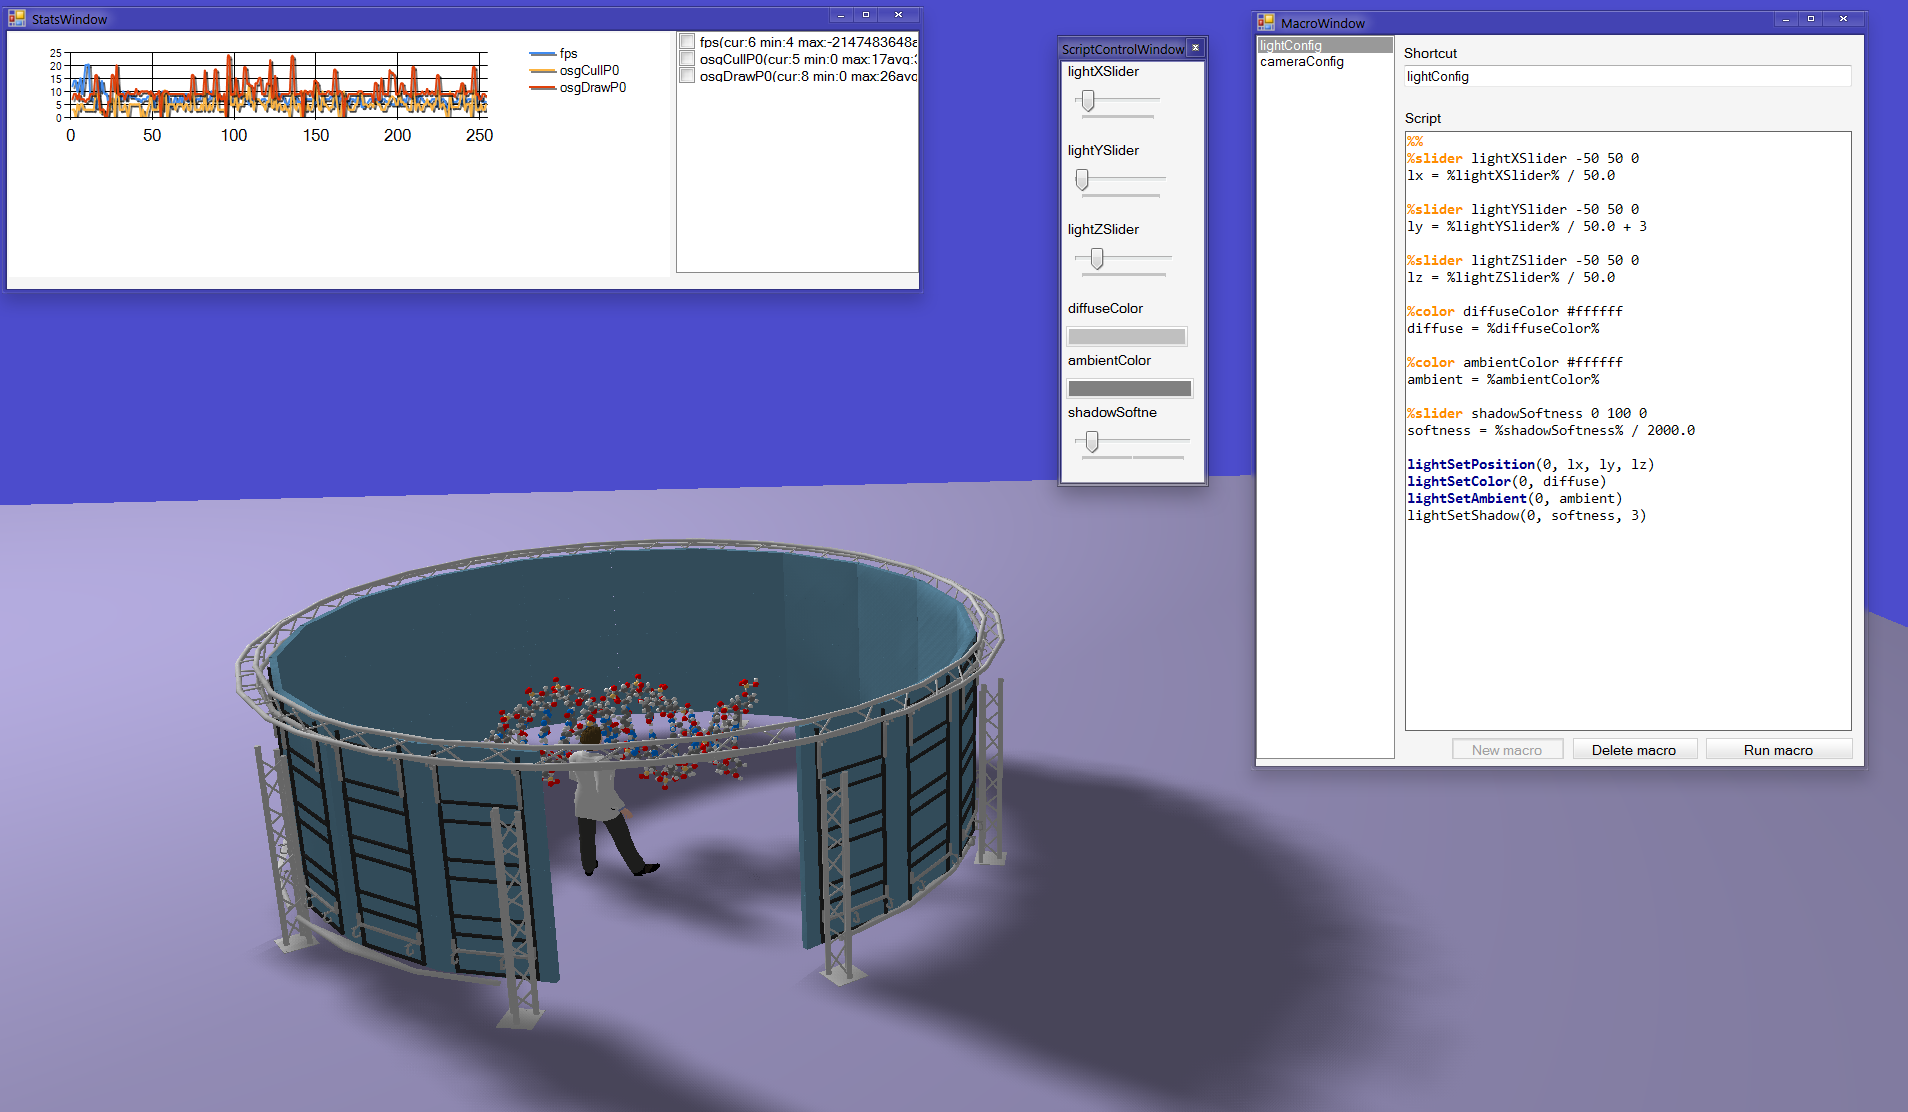 StatsWindow
25
20
15
10
5
0
0 50 100 150 200 250
fps
osgCullP0
osgDrawP0
fps(cur:6 min:4 max:-2147483648a
osgCullP0(cur:5 min:0 max:17avg:3
osgDrawP0(cur:8 min:0 max:26avg
ScriptControlWindow
lightXSlider
lightYSlider
lightZSlider
diffuseColor
ambientColor
shadowSoftne
MacroWindow
lightConfig
cameraConfig
Shortcut
lightConfig
Script
%%
%slider lightXSlider -50 50 0
lx = %lightXSlider% / 50.0
%slider lightYSlider -50 50 0
ly = %lightYSlider% / 50.0 + 3
%slider lightZSlider -50 50 0
lz = %lightZSlider% / 50.0
%color diffuseColor #ffffff
diffuse = %diffuseColor%
%color ambientColor #ffffff
ambient = %ambientColor%
%slider shadowSoftness 0 100 0
softness = %shadowSoftness% / 2000.0
lightSetPosition(0, lx, ly, lz)
lightSetColor(0, diffuse)
lightSetAmbient(0, ambient)
lightSetShadow(0, softness, 3)
New macro
Delete macro
Run macro